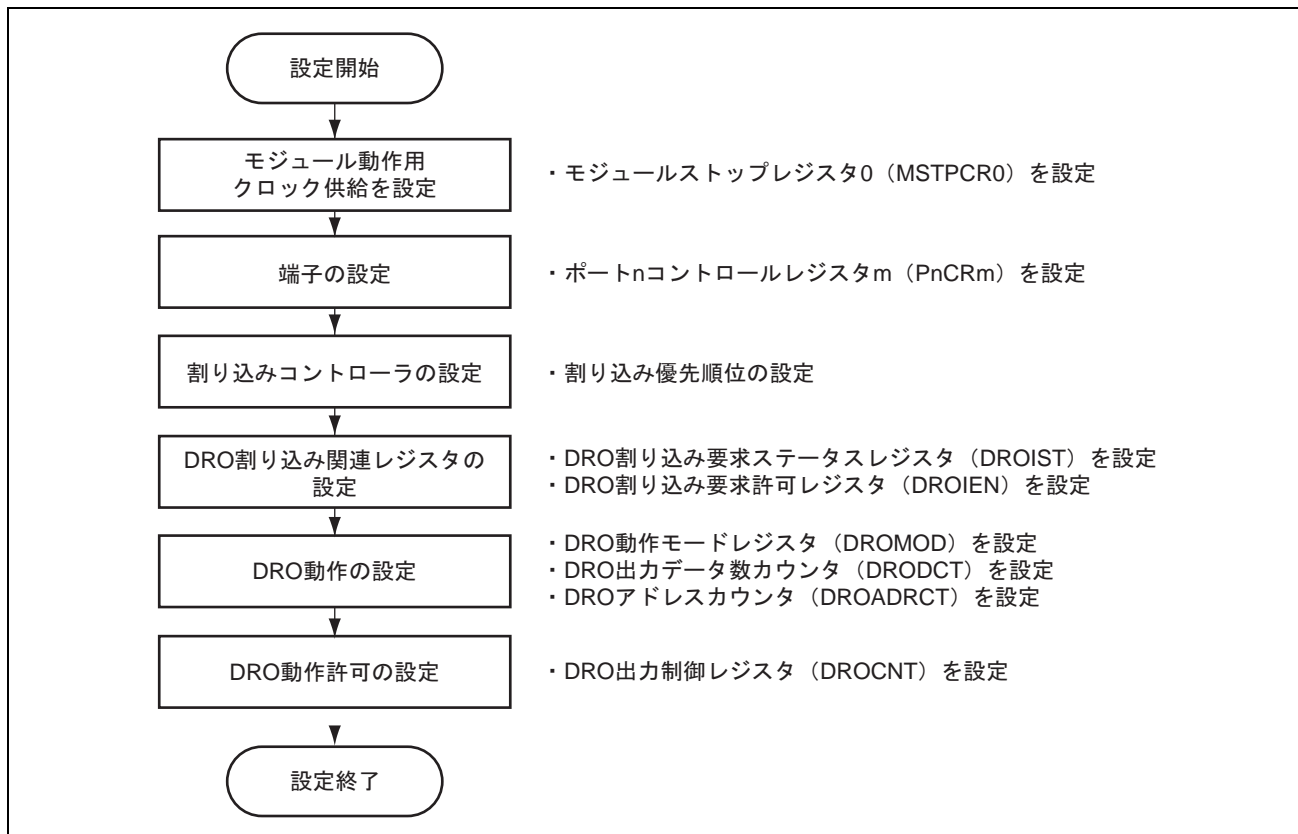 設定開始
モジュール動作用
クロック供給を設定
・モジュールストップレジスタ0（MSTPCR0）を設定
端子の設定
・ポートnコントロールレジスタm（PnCRm）を設定
割り込みコントローラの設定
・割り込み優先順位の設定
DRO割り込み関連レジスタの
設定
・DRO割り込み要求ステータスレジスタ（DROIST）を設定
・DRO割り込み要求許可レジスタ（DROIEN）を設定
DRO動作の設定
・DRO動作モードレジスタ（DROMOD）を設定
・DRO出力データ数カウンタ（DRODCT）を設定
・DROアドレスカウンタ（DROADRCT）を設定
DRO動作許可の設定
・DRO出力制御レジスタ（DROCNT）を設定
設定終了